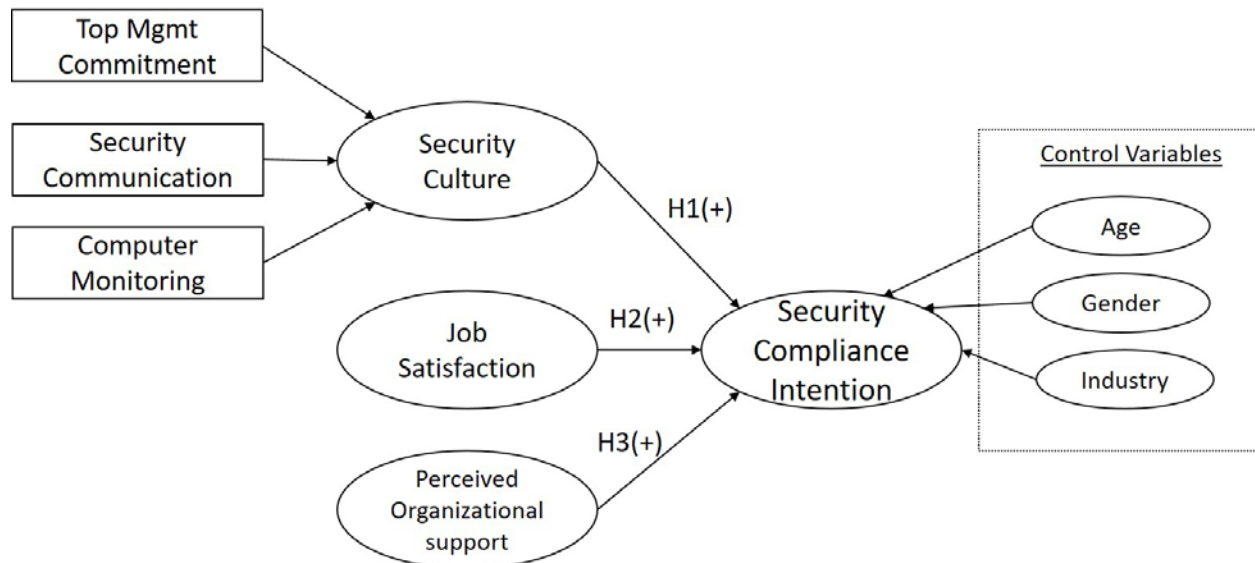 Top Mgmt
Commitment
Security
Communication
Computer
Monitoring
Security
Culture
Job
Satisfaction
Perceived
Organizational
support
H1(+)
H2(+)
H3(+)
Security
Compliance
Intention
Control Variables
Age
Gender
Industry